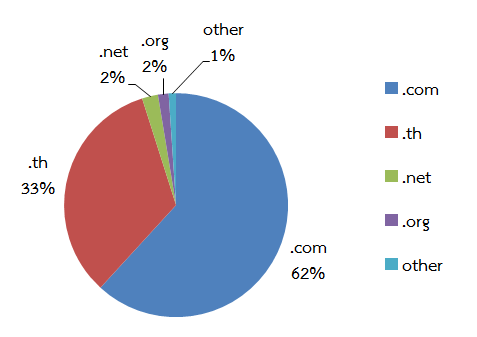 other
1%
.org
2%
.net
2%
.th
33%
.com
62%
.com
.th
.net
.org
other